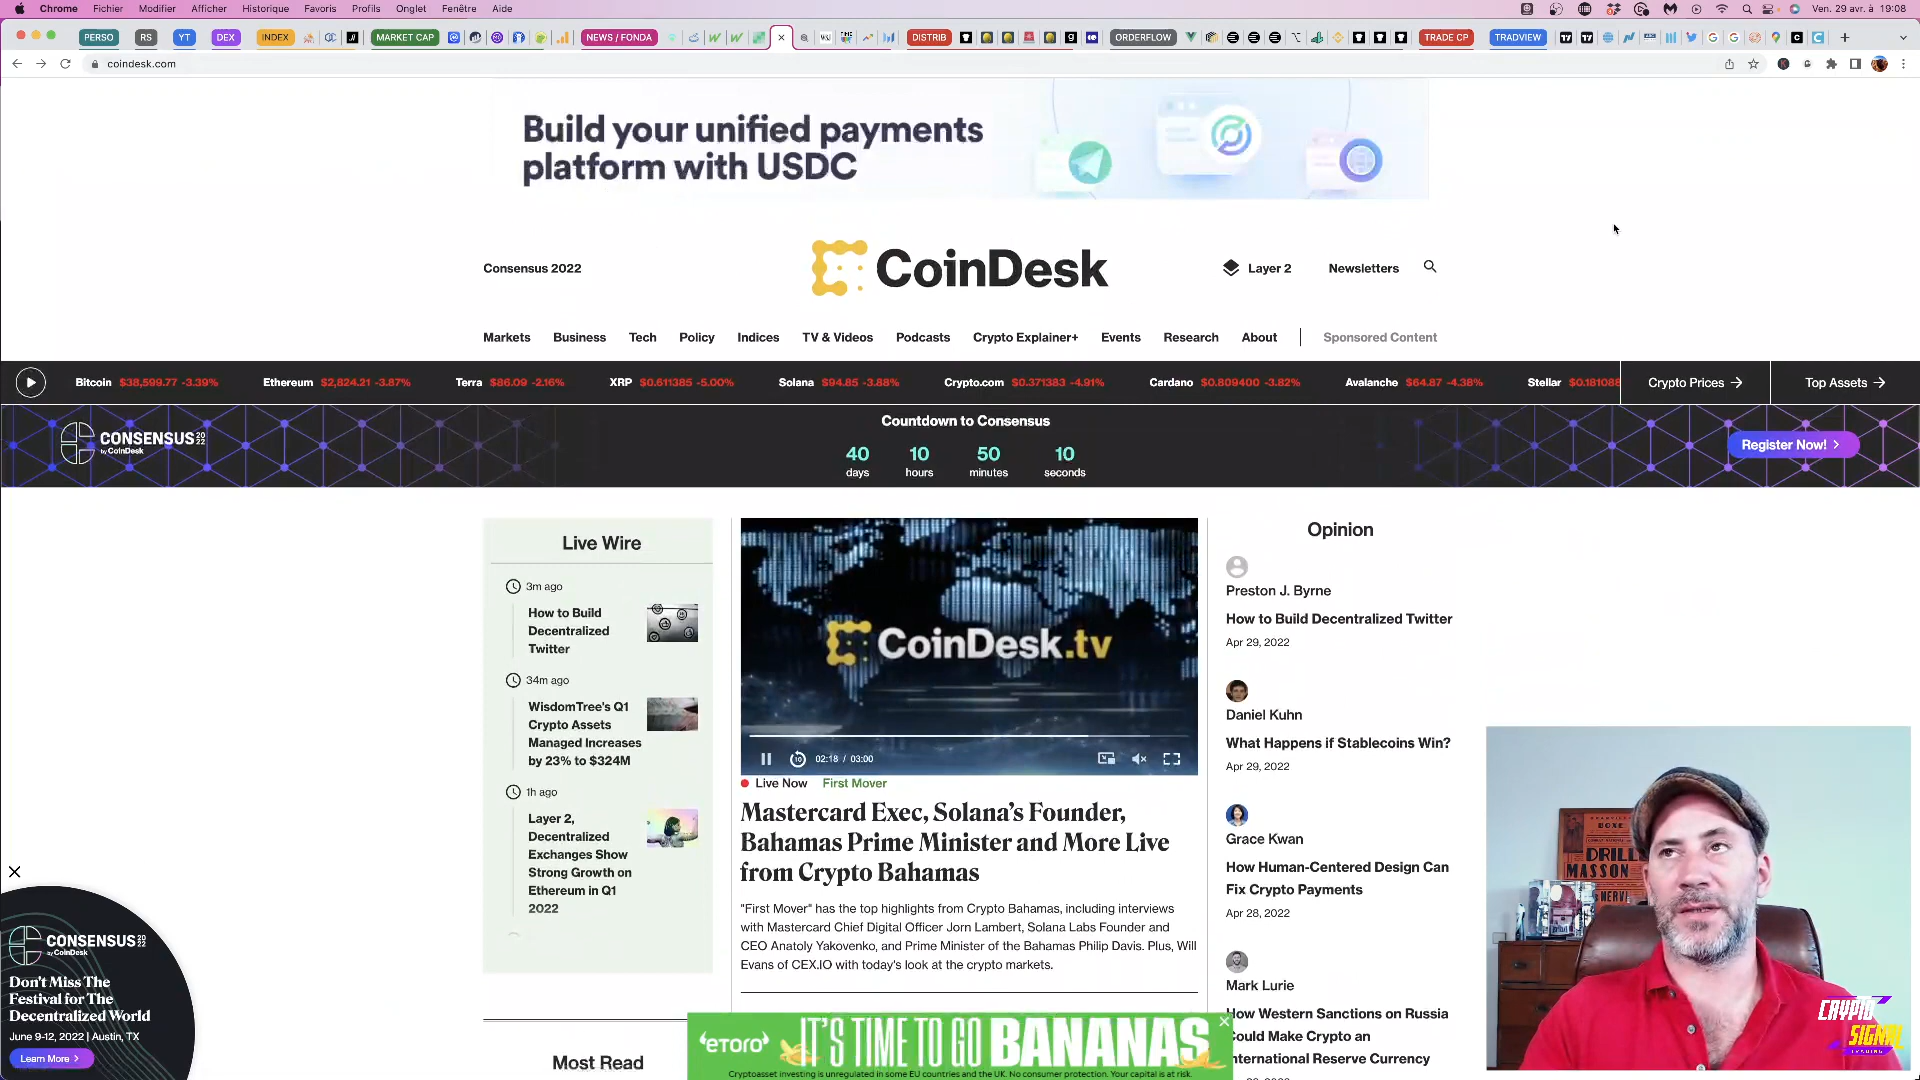 Chrome Fichier Modifier Afficher Historique Favoris Profils Onglet Fenêtre Aide
Ven. 29 avr. à 19:08
PERSO RS YT DEX INDEX MARKET CAP NEWS / FONDA DISTRIB ORDERFLOW TRADE CP TRADVIEW
coindesk.com
Build your unified payments
platform with USDC
Consensus 2022
CoinDesk
Layer 2
Newsletters
Markets Business Tech Policy Indices TV & Videos Podcasts Crypto Explainer+ Events Research About Sponsored Content
Bitcoin $38,599.77 -3.39% Ethereum $2,824.21 -3.87% Terra $86.09 -2.16% XRP $0.611385 -5.00% Solana $94.85 -3.88% Crypto.com $0.371383 -4.91% Cardano $0.809400 -3.82% Avalanche $64.87 -4.38% Stellar $0.181088
Crypto Prices
Top Assets
CONSENSUS 2022
by CoinDesk
Countdown to Consensus
40 10 50 10
days hours minutes seconds
Register Now!
Live Wire
3m ago
How to Build
Decentralized
Twitter
34m ago
WisdomTree's Q1
Crypto Assets
Managed Increases
by 23% to $324M
1h ago
Layer 2,
Decentralized
Exchanges Show
Strong Growth on
Ethereum in Q1
2022
Most Read
CoinDesk.tv
10
02:18 / 03:00
Live Now First Mover
Mastercard Exec, Solana's Founder,
Bahamas Prime Minister and More Live
from Crypto Bahamas
"First Mover" has the top highlights from Crypto Bahamas, including interviews
with Mastercard Chief Digital Officer Jorn Lambert, Solana Labs Founder and
CEO Anatoly Yakovenko, and Prime Minister of the Bahamas Philip Davis. Plus, Will
Evans of CEX.IO with today's look at the crypto markets.
Opinion
Preston J. Byrne
How to Build Decentralized Twitter
Apr 29, 2022
Daniel Kuhn
What Happens if Stablecoins Win?
Apr 29, 2022
Grace Kwan
How Human-Centered Design Can
Fix Crypto Payments
Apr 28, 2022
Mark Lurie
How Western Sanctions on Russia
Could Make Crypto an
International Reserve Currency
CONSENSUS 2022
by CoinDesk
Don't Miss The
Festival for The
Decentralized World
June 9-12, 2022 | Austin, TX
Learn More
eToro IT'S TIME TO GO BANANAS
Cryptoasset investing is unregulated in some EU countries and the UK. No consumer protection. Your capital is at risk.
BOXE
DRILL
MASSON
CRYPTO
SIGNAL
TRADING